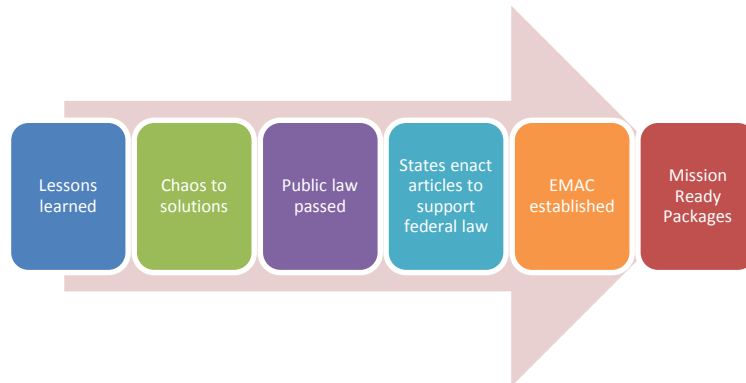 Lessons
learned
Chaos to
solutions
Public law
passed
States enact
articles to
support
federal law
EMAC
established
Mission
Ready
Packages